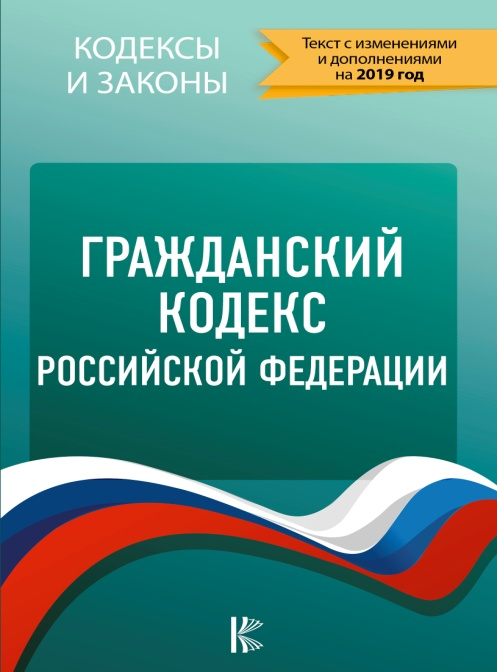 КОДЕКСЫ
И ЗАКОНЫ
Текст с изменениями
и дополнениями
на 2019 год
ГРАЖДАНСКИЙ
КОДЕКС
РОССИЙСКОЙ ФЕДЕРАЦИИ
К